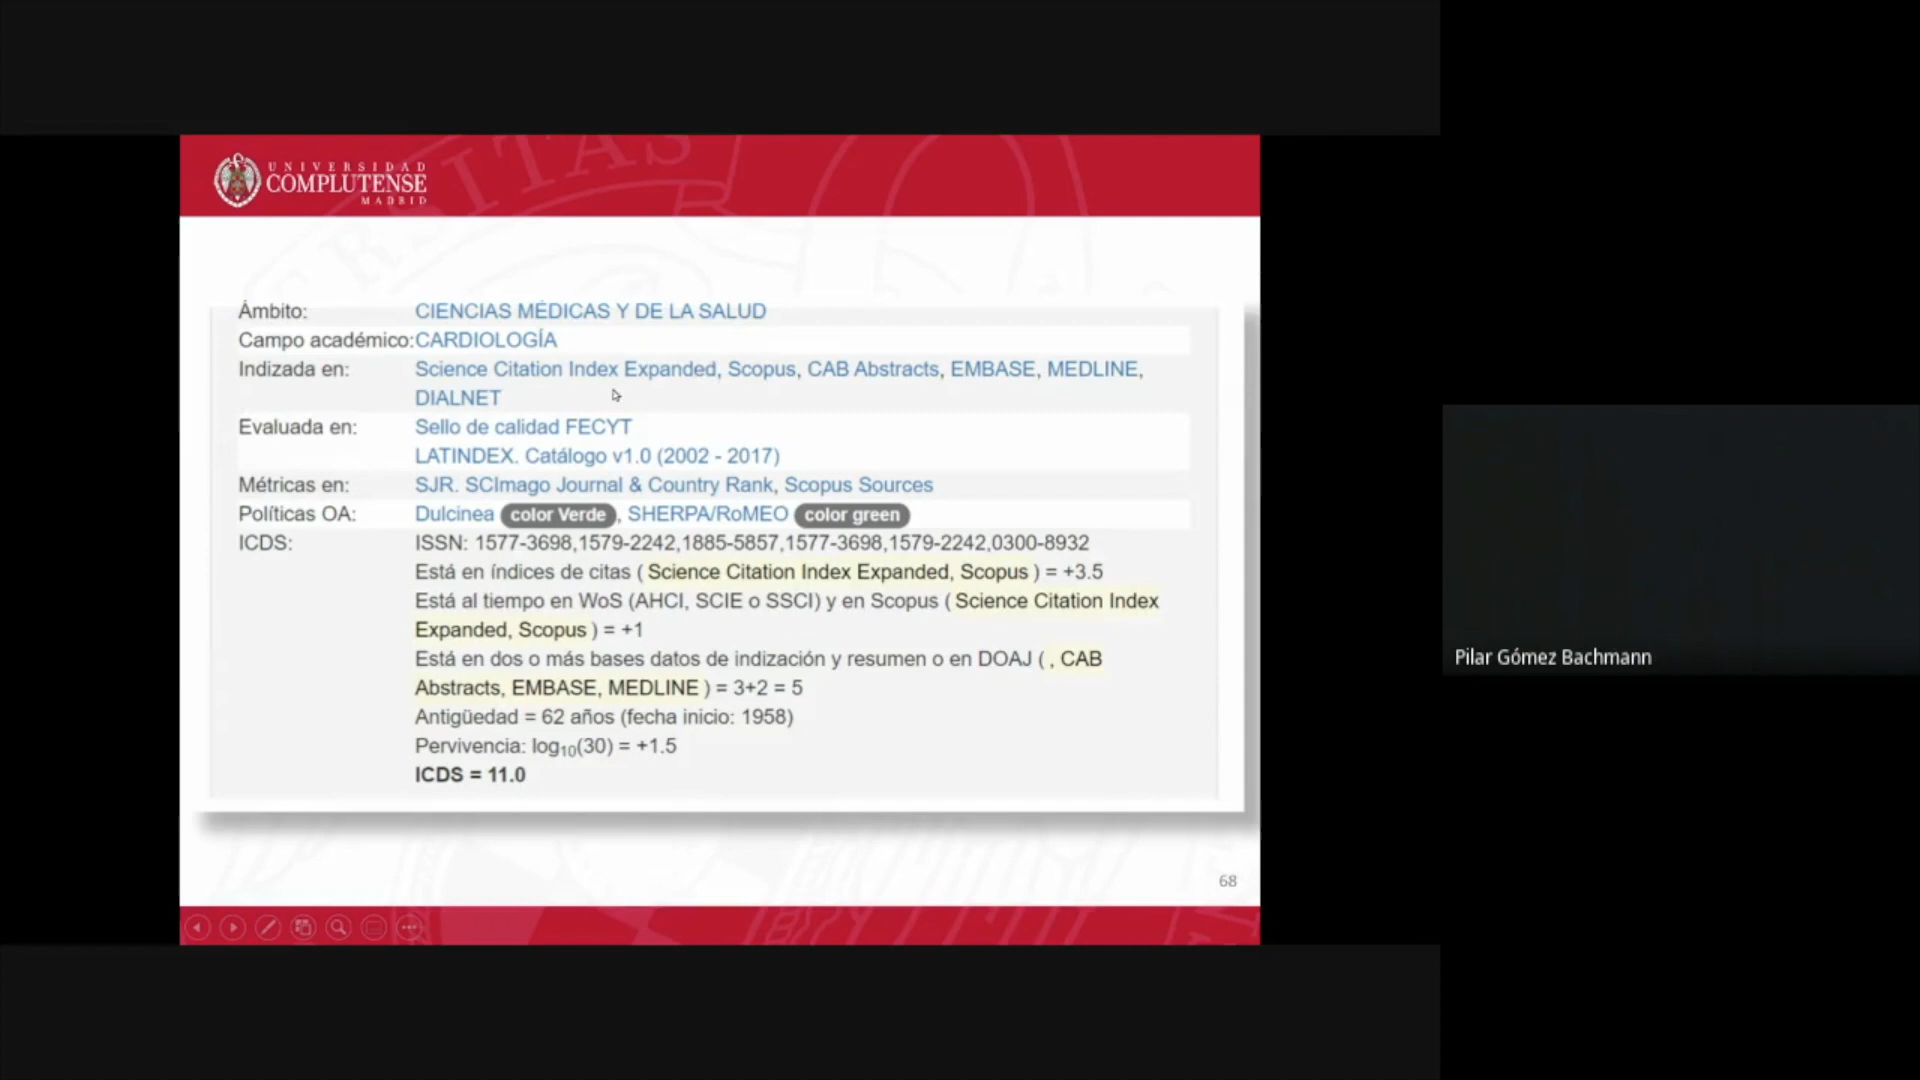 UNIVERSIDAD
COMPLUTENSE
MADRID
Ámbito: CIENCIAS MÉDICAS Y DE LA SALUD
Campo académico: CARDIOLOGÍA
Indizada en: Science Citation Index Expanded, Scopus, CAB Abstracts, EMBASE, MEDLINE,
DIALNET
Evaluada en: Sello de calidad FECYT
LATINDEX. Catálogo v1.0 (2002 - 2017)
Métricas en: SJR. SCImago Journal & Country Rank, Scopus Sources
Políticas OA: Dulcinea color Verde , SHERPA/RoMEO color green
ICDS: ISSN: 1577-3698,1579-2242,1885-5857,1577-3698,1579-2242,0300-8932
Está en índices de citas ( Science Citation Index Expanded, Scopus ) = +3.5
Está al tiempo en WoS (AHCI, SCIE o SSCI) y en Scopus ( Science Citation Index
Expanded, Scopus ) = +1
Está en dos o más bases datos de indización y resumen o en DOAJ ( , CAB
Abstracts, EMBASE, MEDLINE ) = 3+2 = 5
Antigüedad = 62 años (fecha inicio: 1958)
Pervivencia: log10(30) = +1.5
ICDS = 11.0
68
Pilar Gómez Bachmann